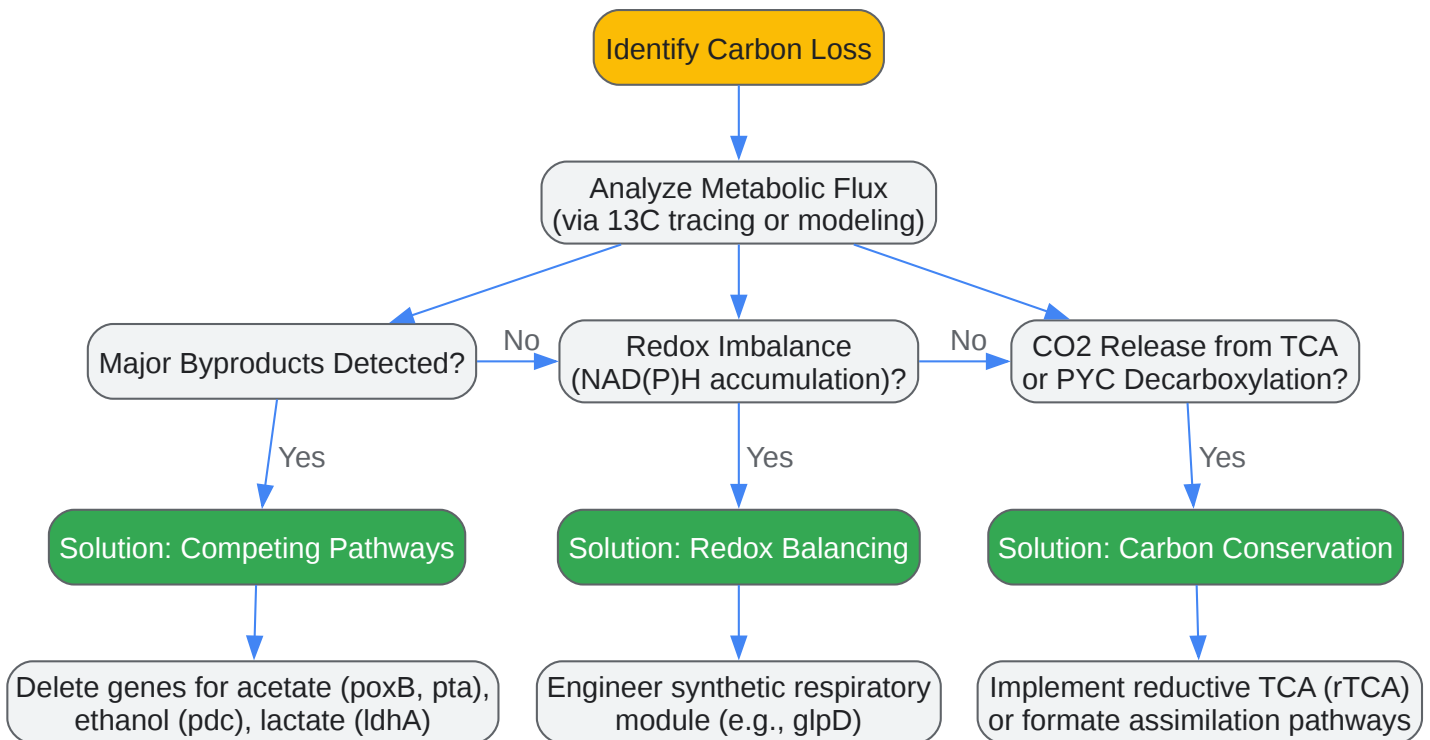 Identify Carbon Loss
Analyze Metabolic Flux
(via 13C tracing or modeling)
Major Byproducts Detected?
No
Redox Imbalance
(NAD(P)H accumulation)?
No
CO2 Release from TCA
or PYC Decarboxylation?
Yes
Yes
Yes
Solution: Competing Pathways
Solution: Redox Balancing
Solution: Carbon Conservation
Delete genes for acetate (poxB, pta),
ethanol (pdc), lactate (ldhA)
Engineer synthetic respiratory
module (e.g., glpD)
Implement reductive TCA (rTCA)
or formate assimilation pathways